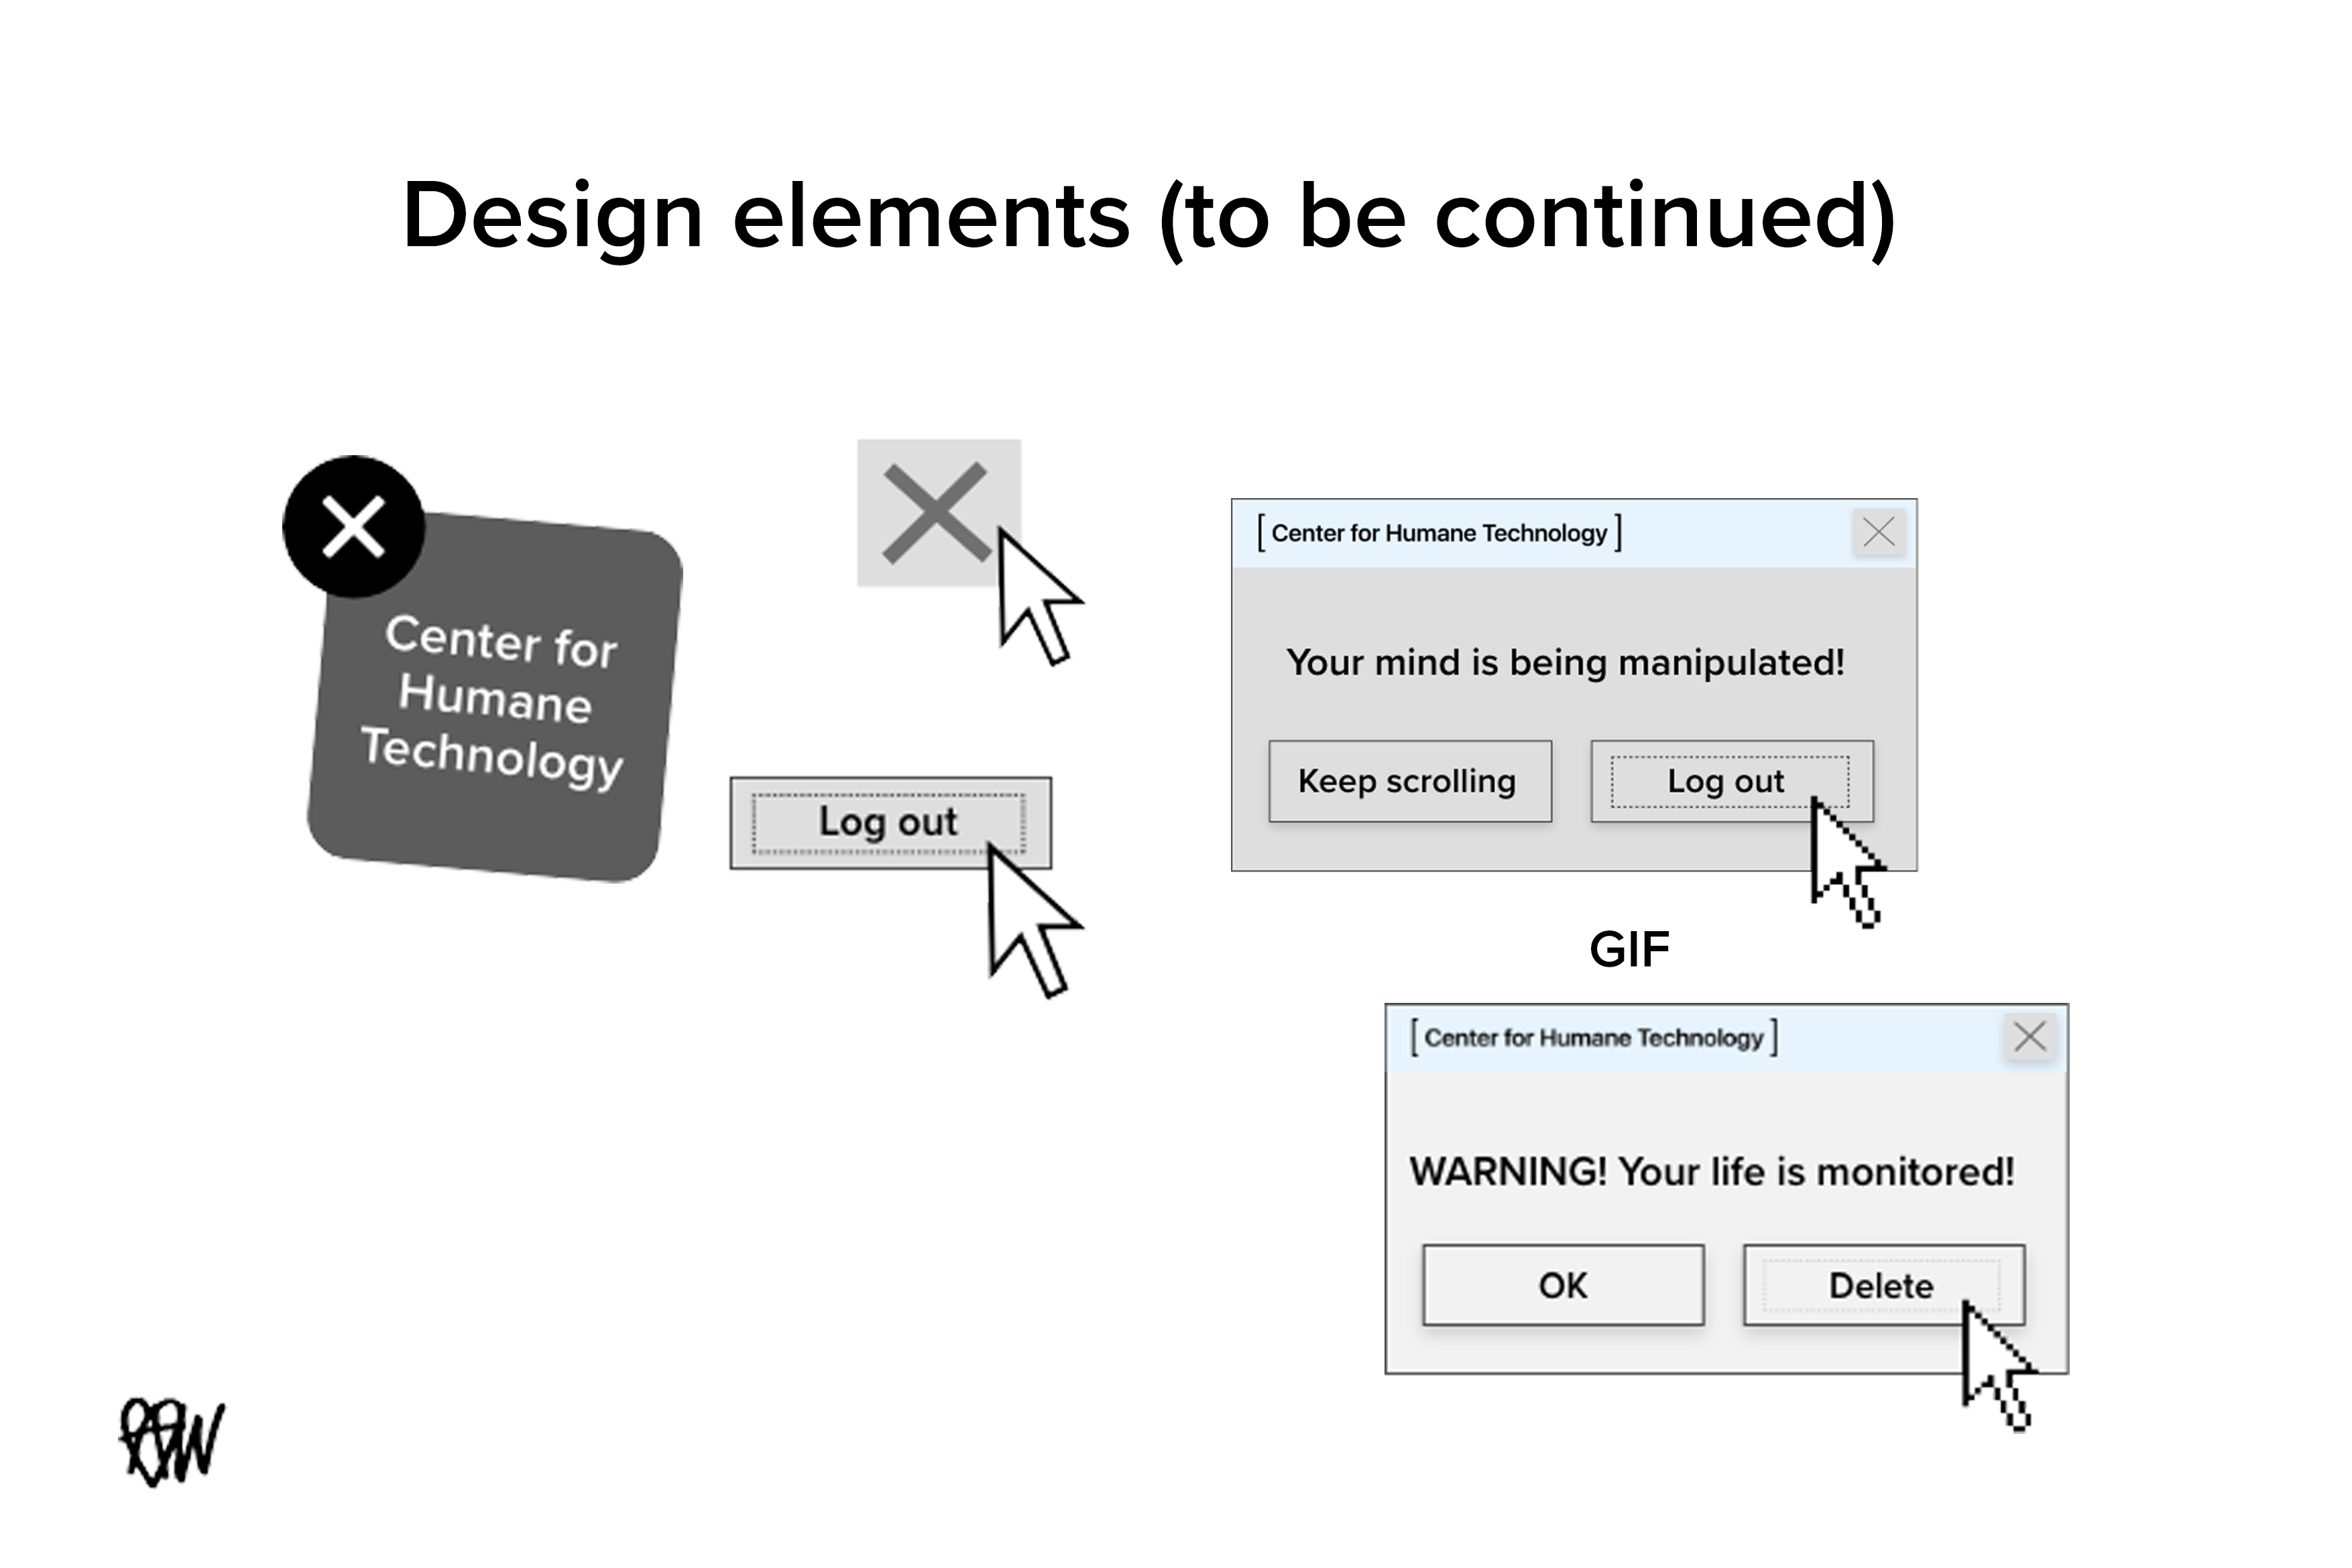 Design elements (to be continued)
Center for
Humane
Technology
Log out
[ Center for Humane Technology ]
Your mind is being manipulated!
Keep scrolling
Log out
GIF
[ Center for Humane Technology ]
WARNING! Your life is monitored!
OK
Delete